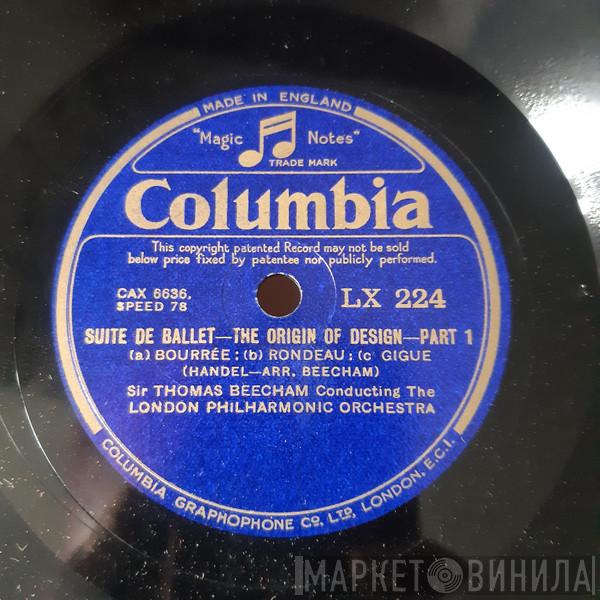 MADE IN ENGLAND
"Magic Notes"
TRADE MARK
Columbia
This copyright patented Record may not be sold
below price fixed by patentee nor publicly performed.
CAX 6636.
SPEED 78
LX 224
SUITE DE BALLET—THE ORIGIN OF DESIGN—PART 1
(a) BOURRÉE; (b) RONDEAU; (c GIGUE
(HANDEL—ARR. BEECHAM)
Sir THOMAS BEECHAM Conducting The
LONDON PHILHARMONIC ORCHESTRA
COLUMBIA GRAPHOPHONE CO. LTD, LONDON, E.C.1.
МАРКЕТ ВИНИЛА